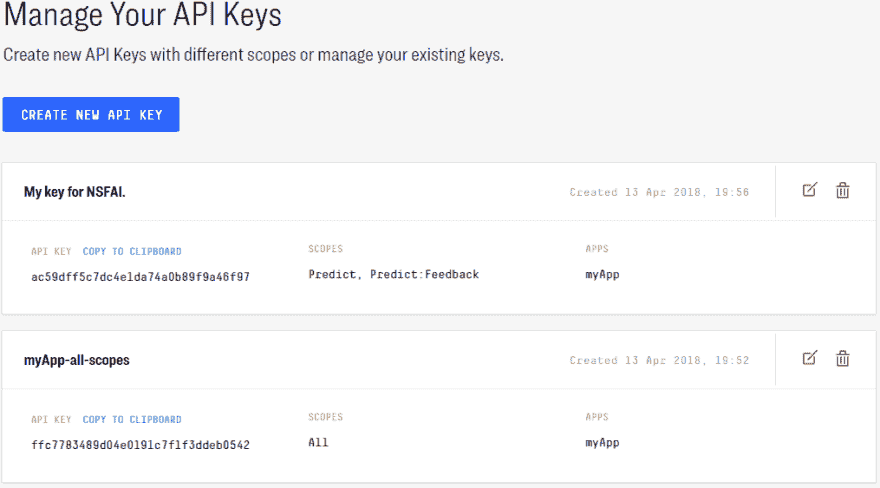 Manage Your API Keys
Create new API Keys with different scopes or manage your existing keys.
CREATE NEW API KEY
My key for NSFAI.
Created 13 Apr 2018, 19:56
API KEY COPY TO CLIPBOARD
SCOPES
APPS
ac59dff5c7dc4e1da74a0b89f9a46f97
Predict, Predict:Feedback
myApp
myApp-all-scopes
Created 13 Apr 2018, 19:52
API KEY COPY TO CLIPBOARD
SCOPES
APPS
ffc7783489d04e0191c7f1f3ddeb0542
All
myApp